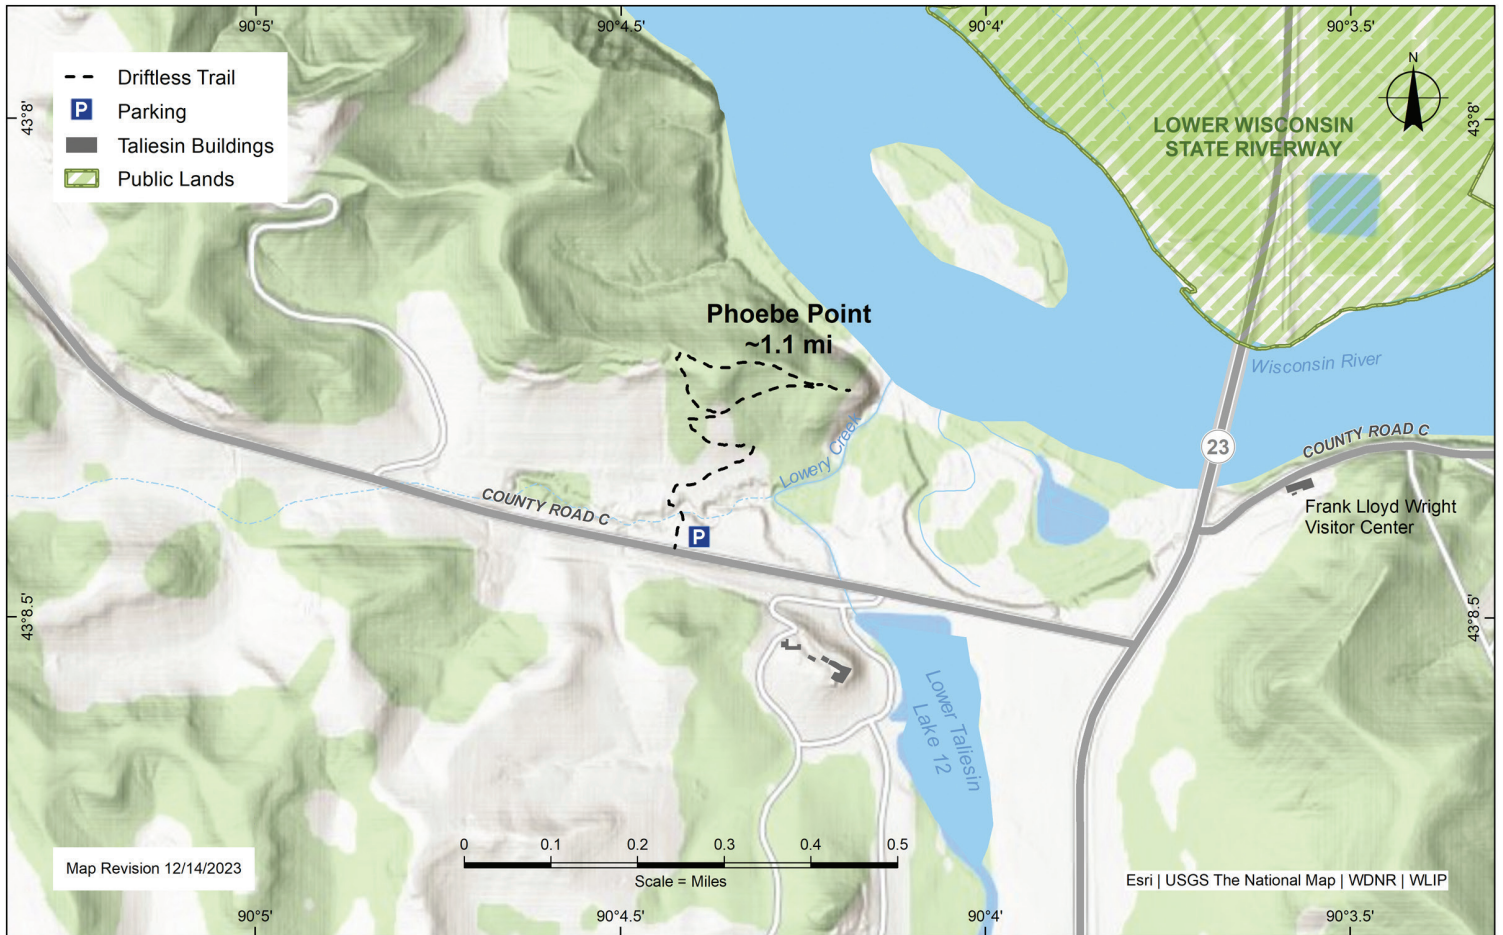 90°5'
90°4.5'
90°4'
90°3.5'
N
Driftless Trail
P Parking
Taliesin Buildings
Public Lands
43°8'
43°8'
LOWER WISCONSIN
STATE RIVERWAY
Phoebe Point
~1.1 mi
Wisconsin River
COUNTY ROAD C
23
Lowery Creek
COUNTY ROAD C
P
Frank Lloyd Wright
Visitor Center
43°8.5'
43°8.5'
Lower Taliesin
Lake 12
0 0.1 0.2 0.3 0.4 0.5
Scale = Miles
Map Revision 12/14/2023
Esri | USGS The National Map | WDNR | WLIP
90°5'
90°4.5'
90°4'
90°3.5'